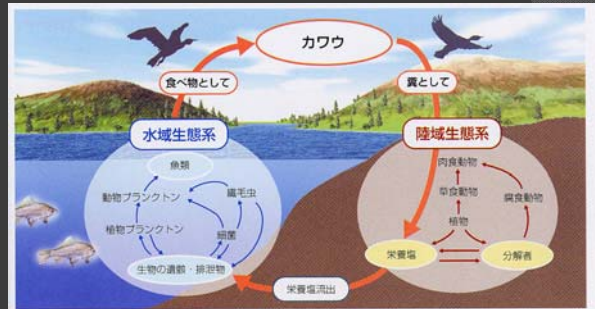 カワウ
食べ物として
糞として
水域生態系
陸域生態系
魚類
動物プランクトン
繊毛虫
植物プランクトン
細菌
生物の遺骸・排泄物
肉食動物
草食動物
腐食動物
植物
栄養塩
分解者
栄養塩流出